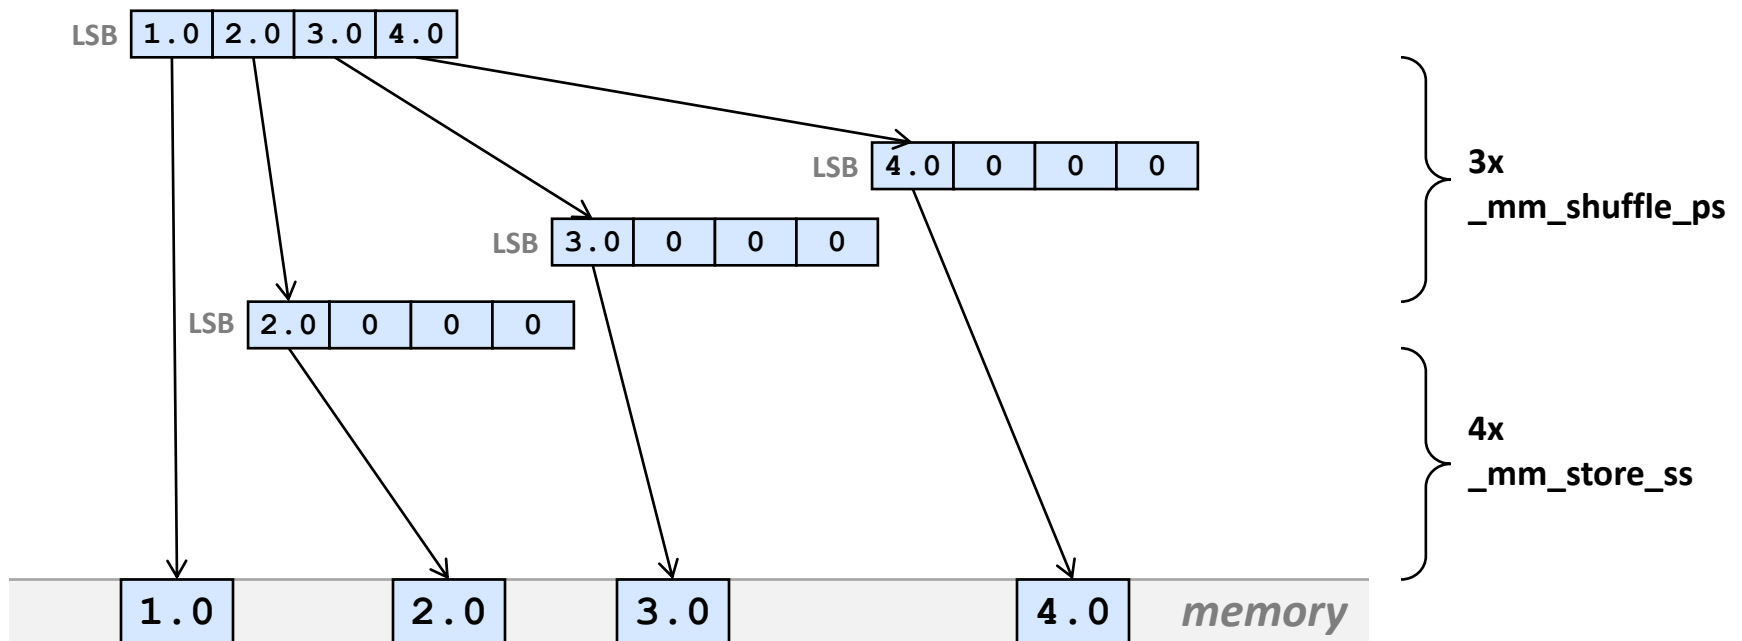 LSB 1.0 2.0 3.0 4.0
LSB 4.0 0 0 0
3x
_mm_shuffle_ps
LSB 3.0 0 0 0
LSB 2.0 0 0 0
4x
_mm_store_ss
1.0 2.0 3.0 4.0 memory